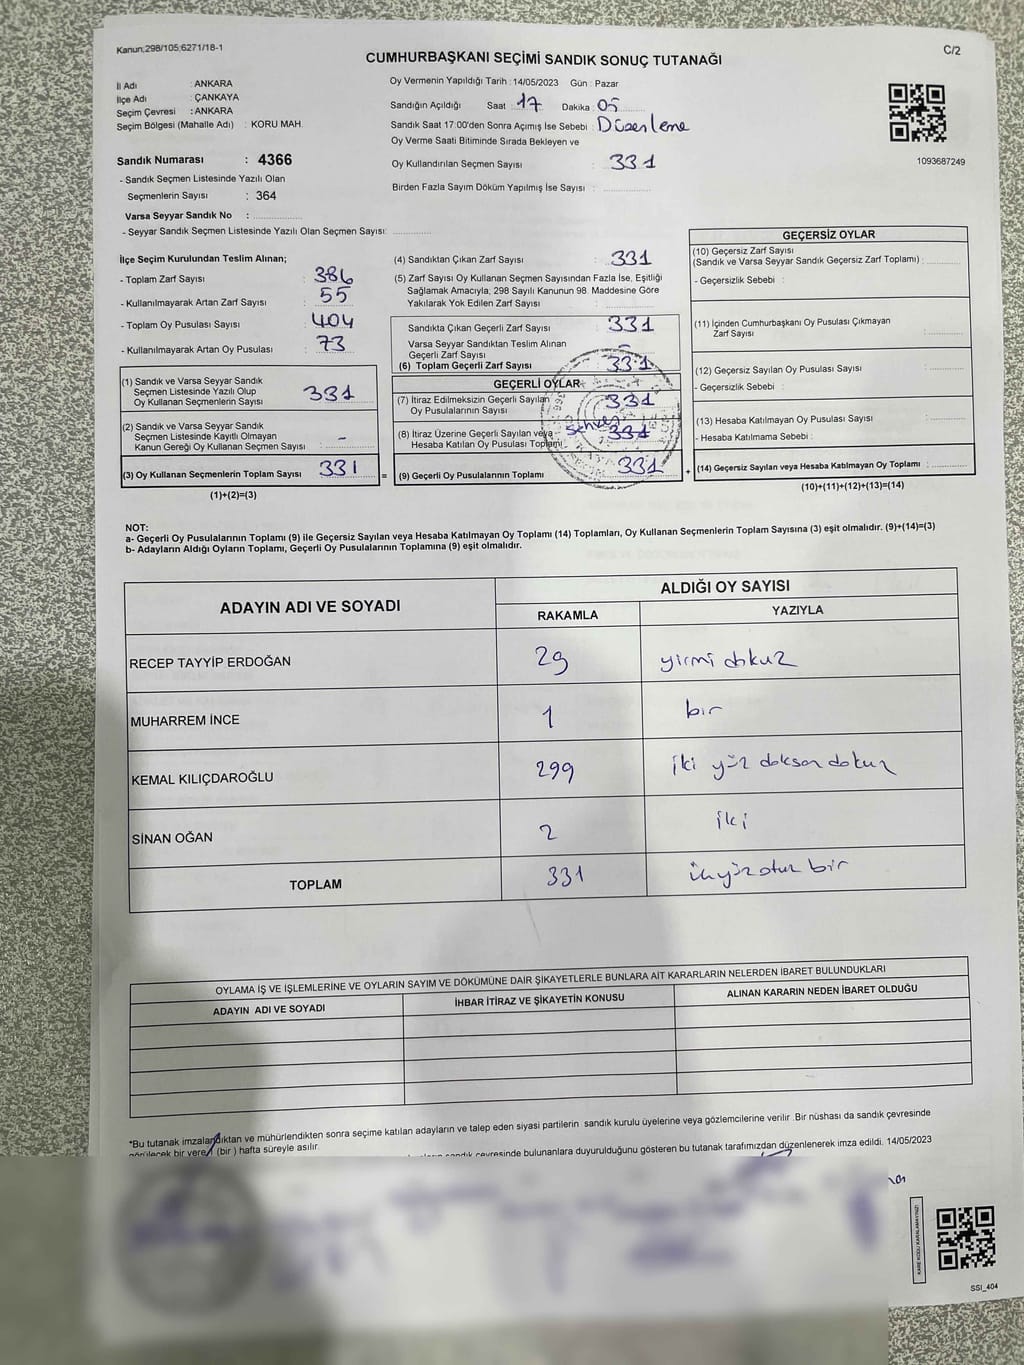 Kanun:298/105;6271/18-1
C/2
CUMHURBAŞKANI SEÇİMİ SANDIK SONUÇ TUTANAĞI
İl Adı : ANKARA
İlçe Adı : ÇANKAYA
Seçim Çevresi : ANKARA
Seçim Bölgesi (Mahalle Adı) : KORU MAH.
Sandık Numarası : 4366
- Sandık Seçmen Listesinde Yazılı Olan
Seçmenlerin Sayısı : 364
Varsa Seyyar Sandık No :
- Seyyar Sandık Seçmen Listesinde Yazılı Olan Seçmen Sayısı:
Oy Vermenin Yapıldığı Tarih : 14/05/2023 Gün : Pazar
Sandığın Açıldığı Saat : 17 Dakika : 05
Sandık Saat 17:00'den Sonra Açımış İse Sebebi : Düzenleme
Oy Verme Saati Bitiminde Sırada Bekleyen ve
Oy Kullandırılan Seçmen Sayısı : 331
Birden Fazla Sayım Döküm Yapılmış İse Sayısı :
1093687249
İlçe Seçim Kurulundan Teslim Alınan;
- Toplam Zarf Sayısı : 386
- Kullanılmayarak Artan Zarf Sayısı : 55
- Toplam Oy Pusulası Sayısı : 404
- Kullanılmayarak Artan Oy Pusulası : 73
(1) Sandık ve Varsa Seyyar Sandık
Seçmen Listesinde Yazılı Olup
Oy Kullanan Seçmenlerin Sayısı : 331
(2) Sandık ve Varsa Seyyar Sandık
Seçmen Listesinde Kayıtlı Olmayan
Kanun Gereği Oy Kullanan Seçmen Sayısı : -
(3) Oy Kullanan Seçmenlerin Toplam Sayısı : 331
(1)+(2)=(3)
(4) Sandıktan Çıkan Zarf Sayısı : 331
(5) Zarf Sayısı Oy Kullanan Seçmen Sayısından Fazla İse, Eşitliği
Sağlamak Amacıyla, 298 Sayılı Kanunun 98. Maddesine Göre
Yakılarak Yok Edilen Zarf Sayısı :
Sandıkta Çıkan Geçerli Zarf Sayısı : 331
Varsa Seyyar Sandıktan Teslim Alınan
Geçerli Zarf Sayısı : -
(6) Toplam Geçerli Zarf Sayısı : 331
GEÇERLİ OYLAR
(7) İtiraz Edilmeksizin Geçerli Sayılan
Oy Pusulalarının Sayısı : 331
(8) İtiraz Üzerine Geçerli Sayılan veya
Hesaba Katılan Oy Pusulası Toplamı : sehven 331
(9) Geçerli Oy Pusulalarının Toplamı : 331
= +
GEÇERSİZ OYLAR
(10) Geçersiz Zarf Sayısı
(Sandık ve Varsa Seyyar Sandık Geçersiz Zarf Toplamı) :
- Geçersizlik Sebebi :
(11) İçinden Cumhurbaşkanı Oy Pusulası Çıkmayan
Zarf Sayısı :
(12) Geçersiz Sayılan Oy Pusulası Sayısı :
- Geçersizlik Sebebi :
(13) Hesaba Katılmayan Oy Pusulası Sayısı :
- Hesaba Katılmama Sebebi :
(14) Geçersiz Sayılan veya Hesaba Katılmayan Oy Toplamı :
(10)+(11)+(12)+(13)=(14)
NOT:
a- Geçerli Oy Pusulalarının Toplamı (9) ile Geçersiz Sayılan veya Hesaba Katılmayan Oy Toplamı (14) Toplamları, Oy Kullanan Seçmenlerin Toplam Sayısına (3) eşit olmalıdır. (9)+(14)=(3)
b- Adayların Aldığı Oyların Toplamı, Geçerli Oy Pusulalarının Toplamına (9) eşit olmalıdır.
ADAYIN ADI VE SOYADI
ALDIĞI OY SAYISI
RAKAMLA YAZIYLA
RECEP TAYYİP ERDOĞAN 29 yirmi dokuz
MUHARREM İNCE 1 bir
KEMAL KILIÇDAROĞLU 299 iki yüz doksan dokuz
SİNAN OĞAN 2 iki
TOPLAM 331 üçyüzotuz bir
OYLAMA İŞ VE İŞLEMLERİNE VE OYLARIN SAYIM VE DÖKÜMÜNE DAİR ŞİKAYETLERLE BUNLARA AİT KARARLARIN NELERDEN İBARET BULUNDUKLARI
ADAYIN ADI VE SOYADI İHBAR İTİRAZ VE ŞİKAYETİN KONUSU ALINAN KARARIN NEDEN İBARET OLDUĞU
*Bu tutanak imzalandıktan ve mühürlendikten sonra seçime katılan adayların ve talep eden siyasi partilerin sandık kurulu üyelerine veya gözlemcilerine verilir .Bir nüshası da sandık çevresinde
görülecek bir yere (bir ) hafta süreyle asılır.
sandık çevresinde bulunanlara duyurulduğunu gösteren bu tutanak tarafımızdan düzenlenerek imza edildi. 14/05/2023
KARE KODU KARALAMAYINIZ!
SSI_404